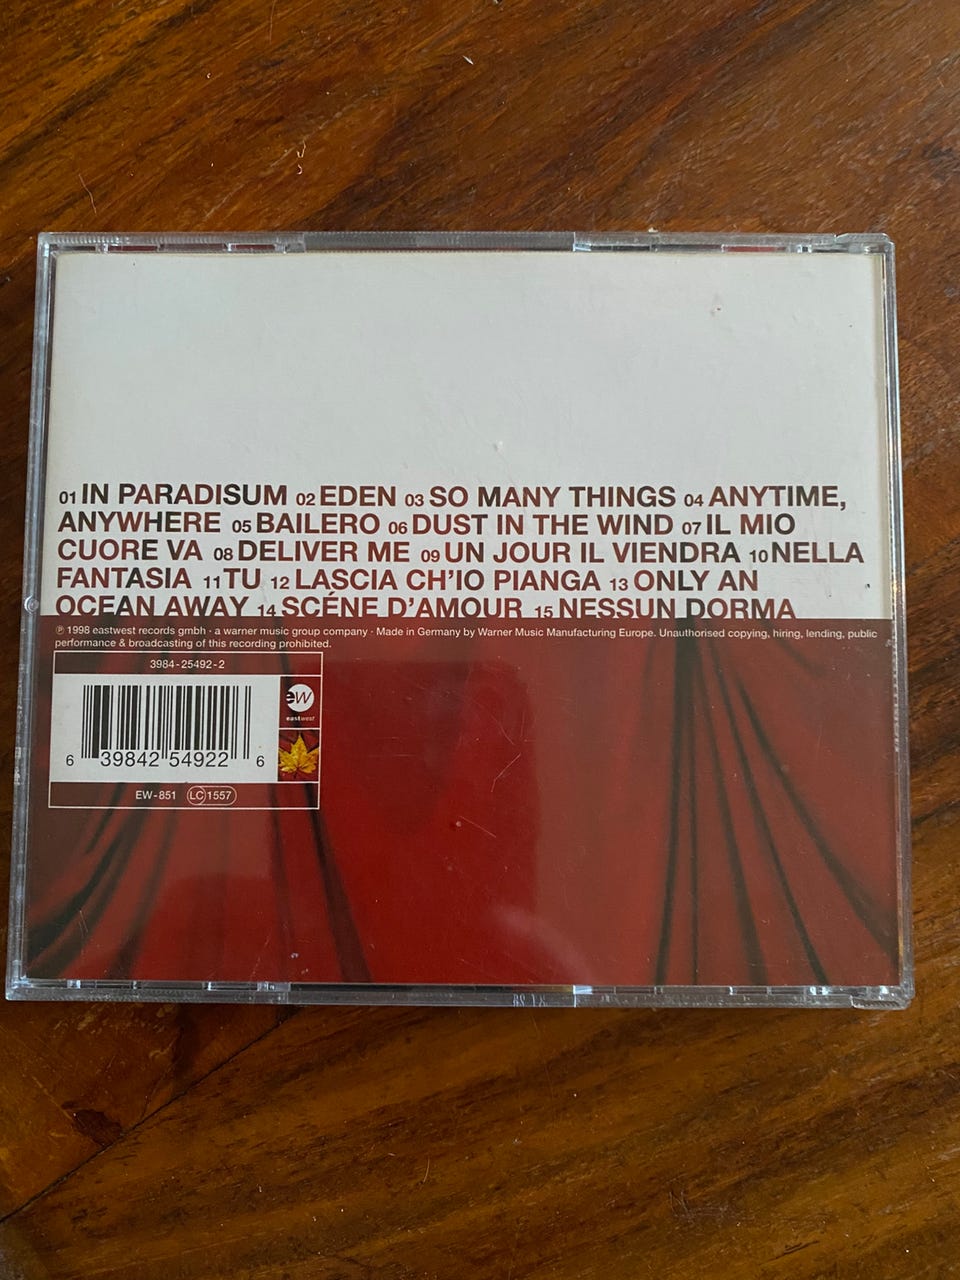 01 IN PARADISUM 02 EDEN 03 SO MANY THINGS 04 ANYTIME,
ANYWHERE 05 BAILERO 06 DUST IN THE WIND 07 IL MIO
CUORE VA 08 DELIVER ME 09 UN JOUR IL VIENDRA 10 NELLA
FANTASIA 11 TU 12 LASCIA CH'IO PIANGA 13 ONLY AN
OCEAN AWAY 14 SCÉNE D'AMOUR 15 NESSUN DORMA
℗ 1998 eastwest records gmbh · a warner music group company · Made in Germany by Warner Music Manufacturing Europe. Unauthorised copying, hiring, lending, public
performance & broadcasting of this recording prohibited.
3984-25492-2
ew
eastwest
6 39842 54922 6
EW-851 LC 1557